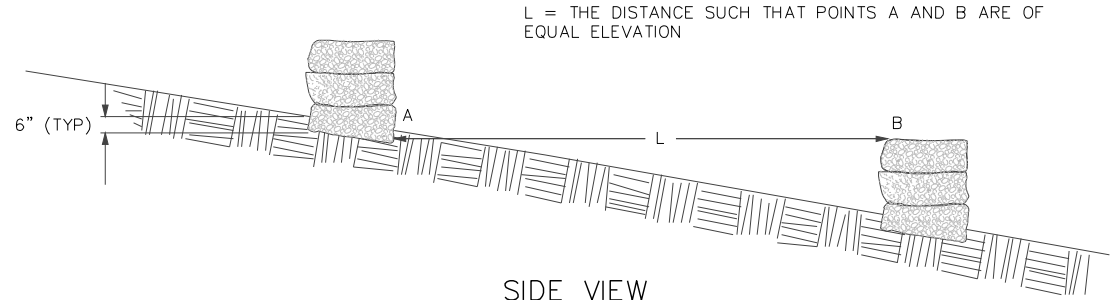 L = THE DISTANCE SUCH THAT POINTS A AND B ARE OF
EQUAL ELEVATION
A
B
6" (TYP)
L
SIDE VIEW